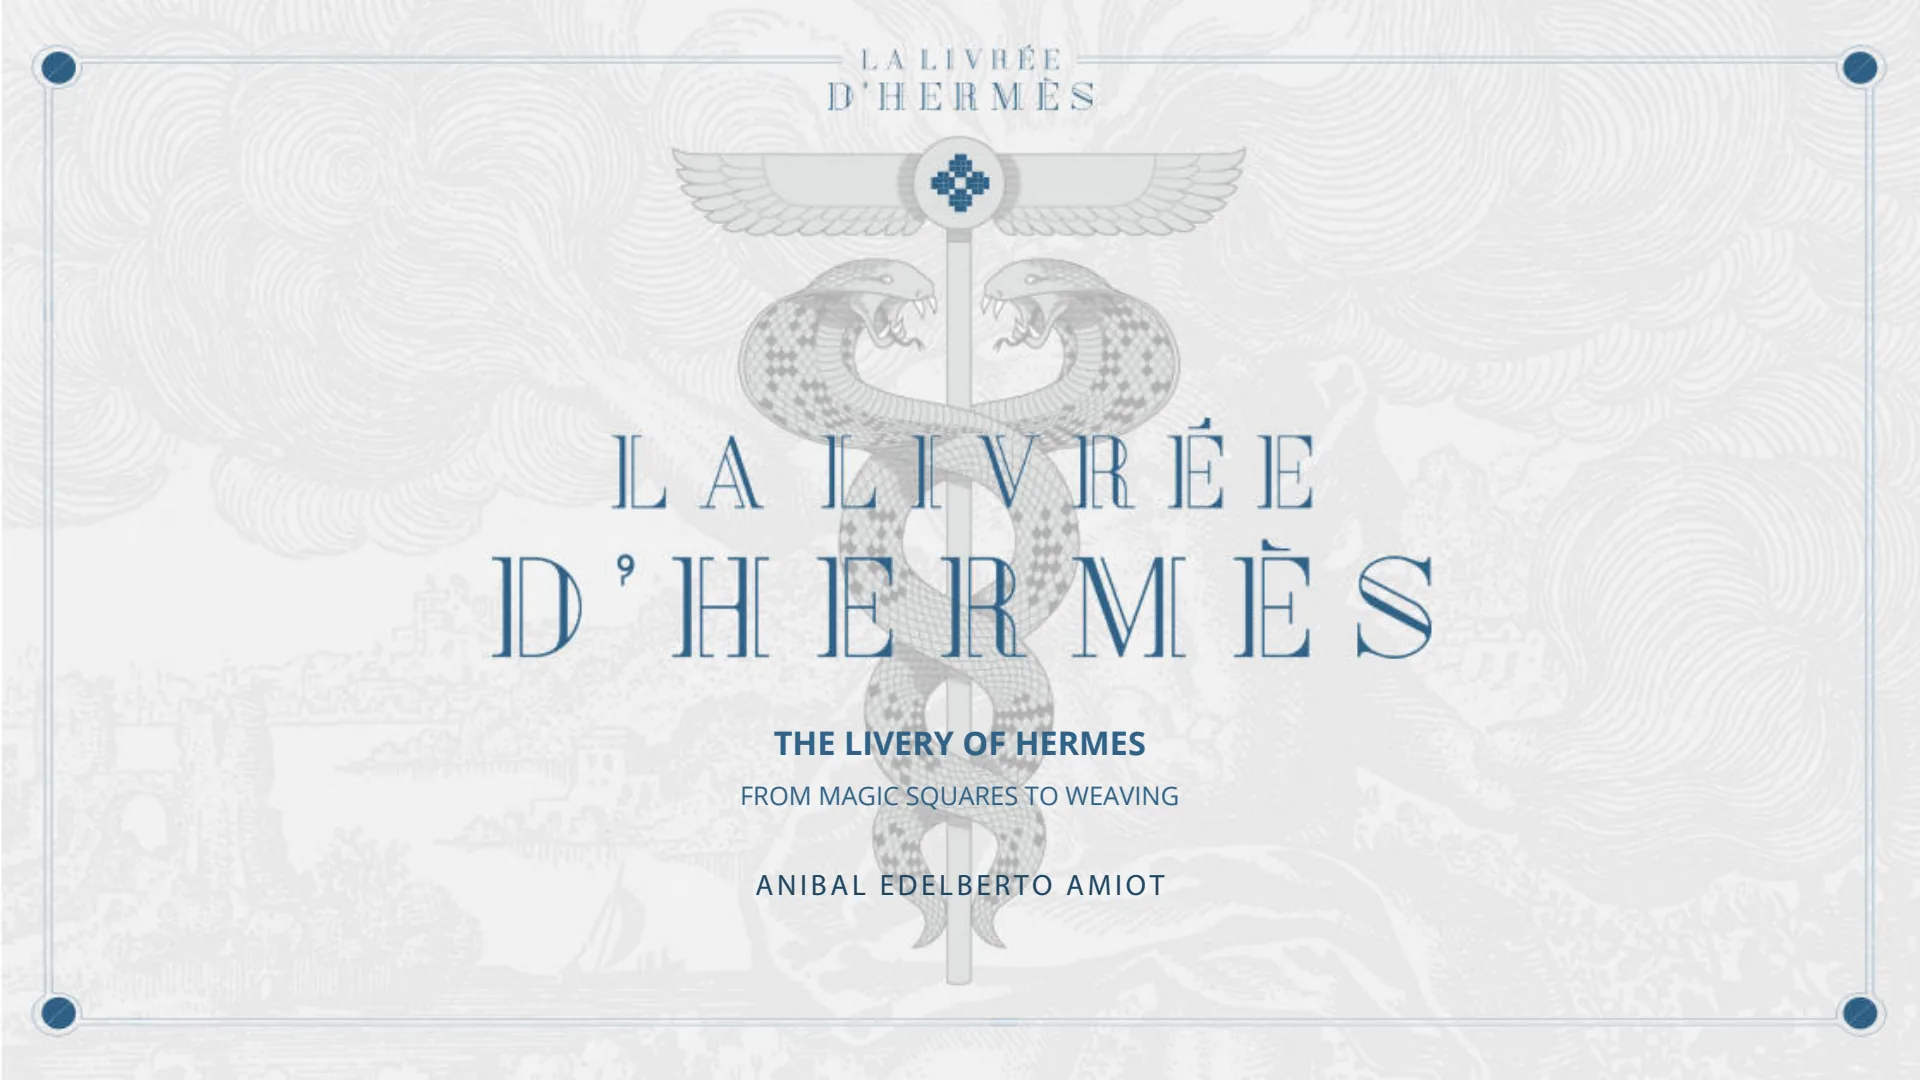 LA LIVRÉE
D'HERMÈS
LA LIVRÉE
D'HERMÈS
THE LIVERY OF HERMES
FROM MAGIC SQUARES TO WEAVING
ANIBAL EDELBERTO AMIOT